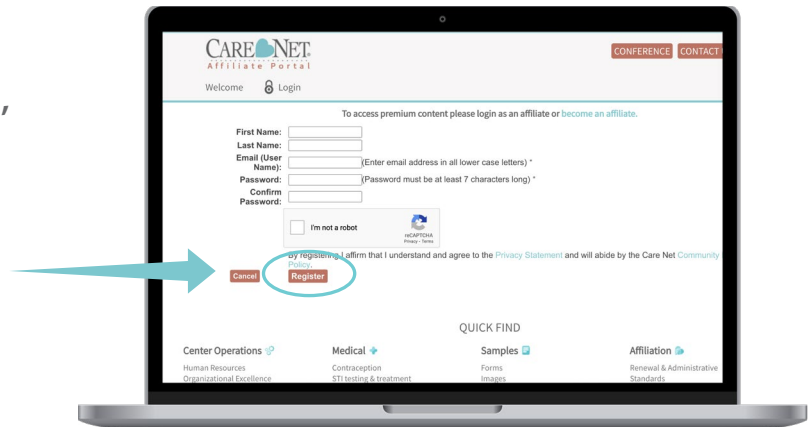 CARE NET®
Affiliate Portal
CONFERENCE CONTACT
Welcome Login
,
To access premium content please login as an affiliate or become an affiliate.
First Name:
Last Name:
Email (User Name): (Enter email address in all lower case letters) *
Password: (Password must be at least 7 characters long) *
Confirm Password:
I'm not a robot
reCAPTCHA
Privacy - Terms
By registering I affirm that I understand and agree to the Privacy Statement and will abide by the Care Net Community
Policy.
Cancel Register
QUICK FIND
Center Operations Medical Samples Affiliation
Human Resources Contraception Forms Renewal & Administrative
Organizational Excellence STI testing & treatment Images Standards